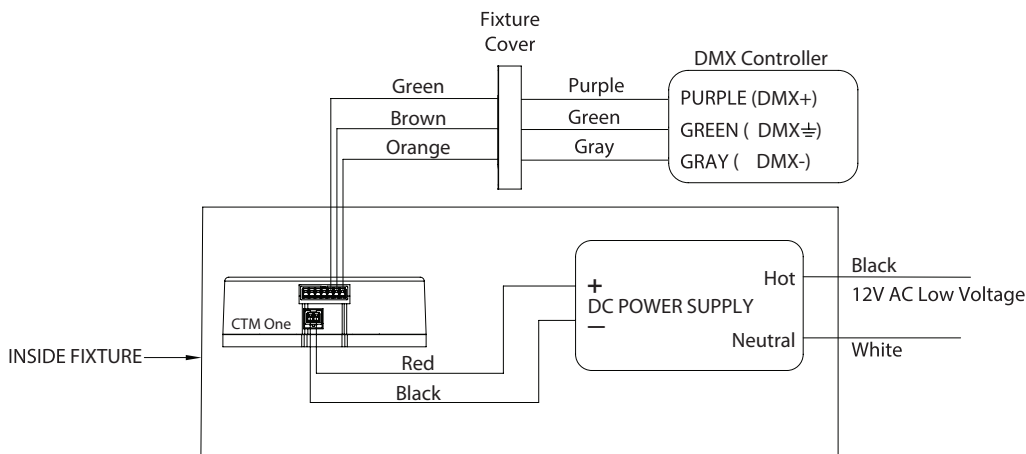 Fixture
Cover
DMX Controller
Green
Purple
PURPLE (DMX+)
Brown
Green
GREEN ( DMX⏚)
Orange
Gray
GRAY ( DMX-)
Hot
Black
+
DC POWER SUPPLY
12V AC Low Voltage
CTM One
–
Neutral
White
INSIDE FIXTURE
Red
Black